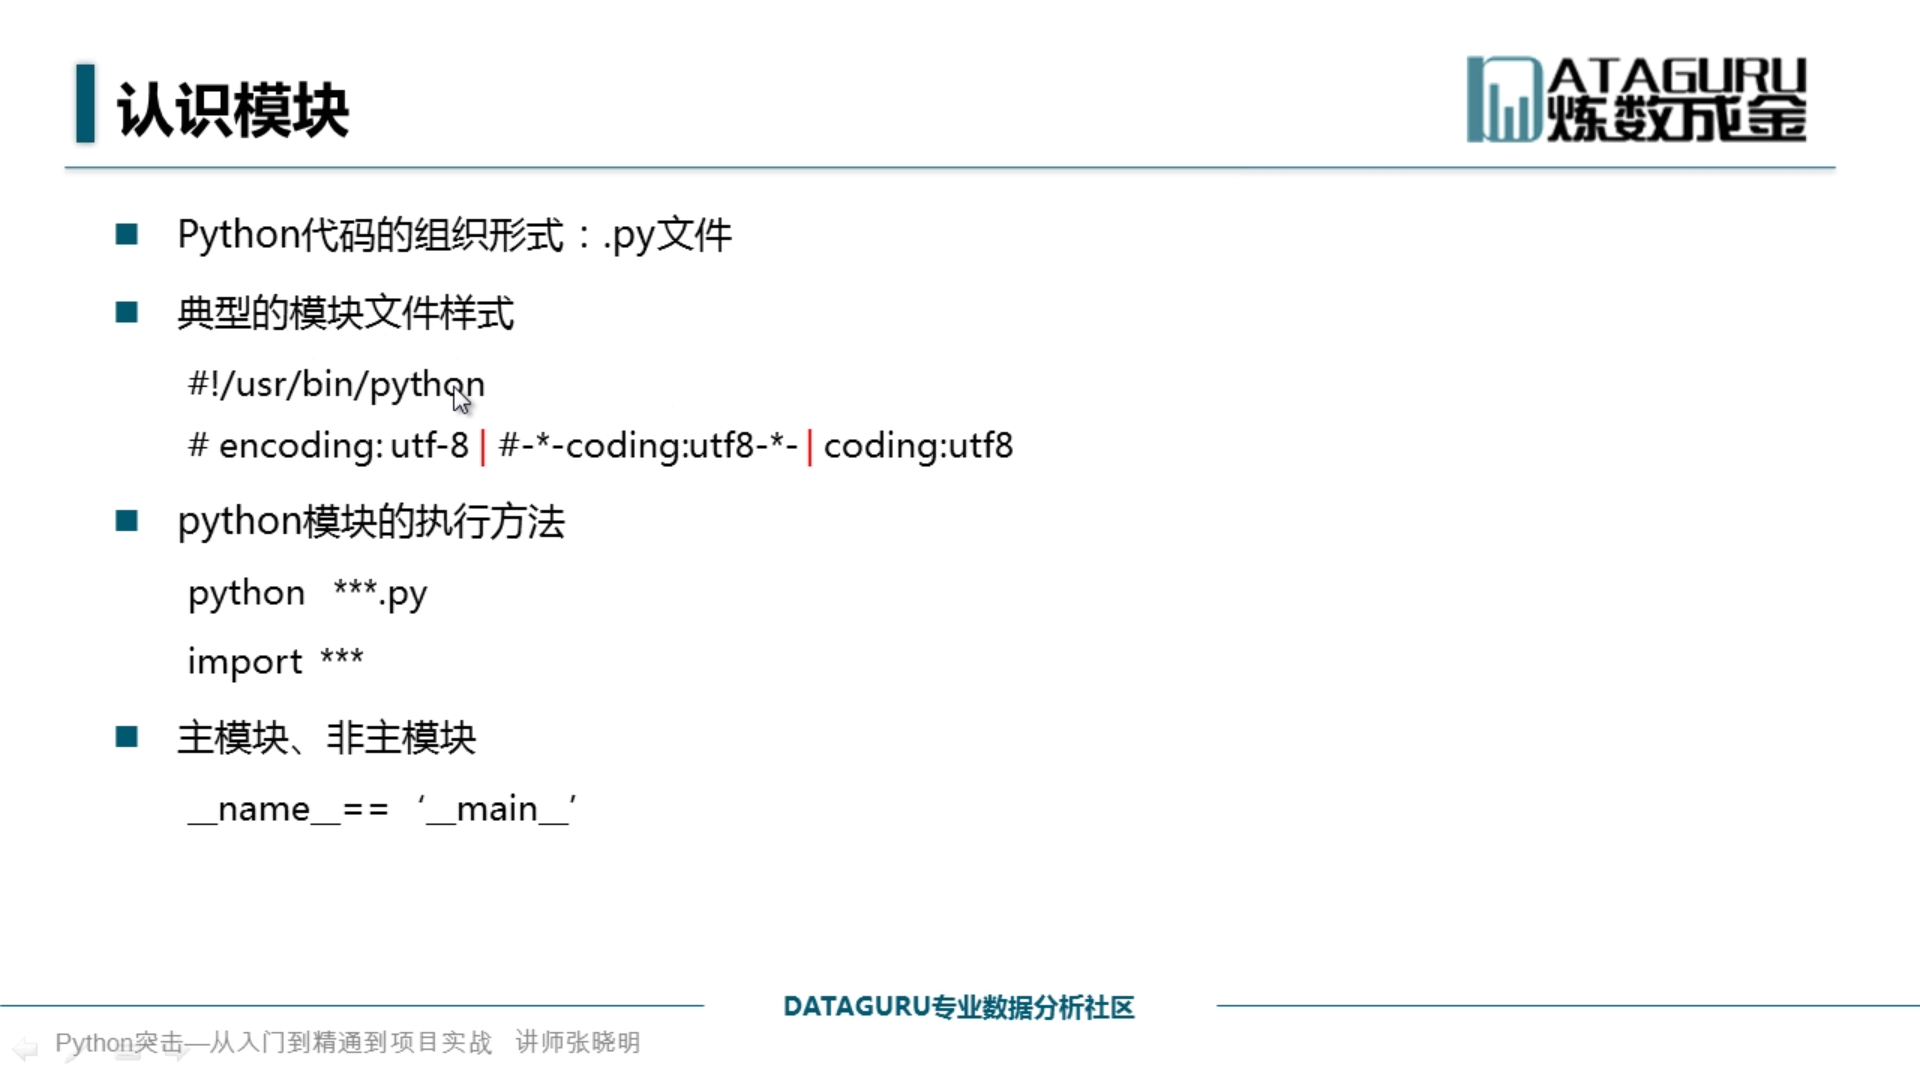 认识模块
DATAGURU
炼数成金
Python代码的组织形式：.py文件
典型的模块文件样式
#!/usr/bin/python
# encoding: utf-8 | #-*-coding:utf8-*- | coding:utf8
python模块的执行方法
python ***.py
import ***
主模块、非主模块
__name__== ‘__main__’
DATAGURU专业数据分析社区
Python突击—从入门到精通到项目实战 讲师张晓明